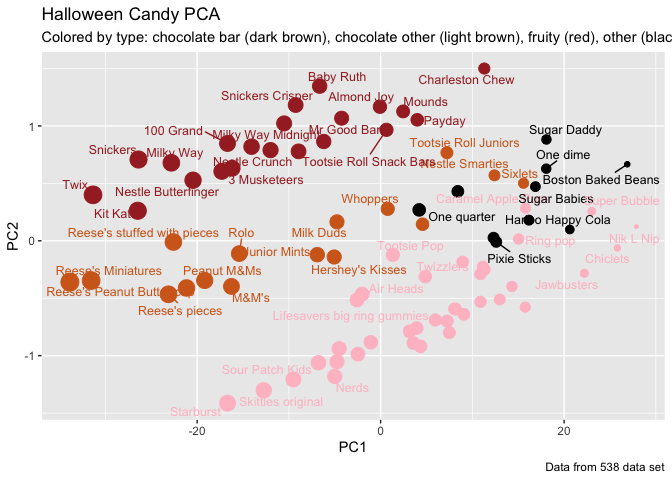 Halloween Candy PCA
Colored by type: chocolate bar (dark brown), chocolate other (light brown), fruity (red), other (blac
Baby Ruth
Charleston Chew
Snickers Crisper
Almond Joy
Mounds
100 Grand
Mr Good Bar
Payday
Sugar Daddy
Milky Way Midnight
Tootsie Roll Juniors
Snickers
Milky Way
One dime
Nestle Crunch
Tootsie Roll Snack Bars
Nestle Smarties
Sixlets
Boston Baked Beans
3 Musketeers
Twix
Nestle Butterfinger
Whoppers
Caramel Apple
Sugar Babies
Super Bubble
Kit Kat
One quarter
Haribo Happy Cola
Reese's stuffed with pieces
Rolo
Milk Duds
Tootsie Pop
Ring pop
Nik L Nip
Junior Mints
Pixie Sticks
Chiclets
Reese's Miniatures
Peanut M&Ms
Hershey's Kisses
Twizzlers
Jawbusters
Reese's Peanut Butter
M&M's
Air Heads
Reese's pieces
Lifesavers big ring gummies
Sour Patch Kids
Nerds
Starburst
Skittles original
1
0
-1
PC2
-20
0
20
PC1
Data from 538 data set